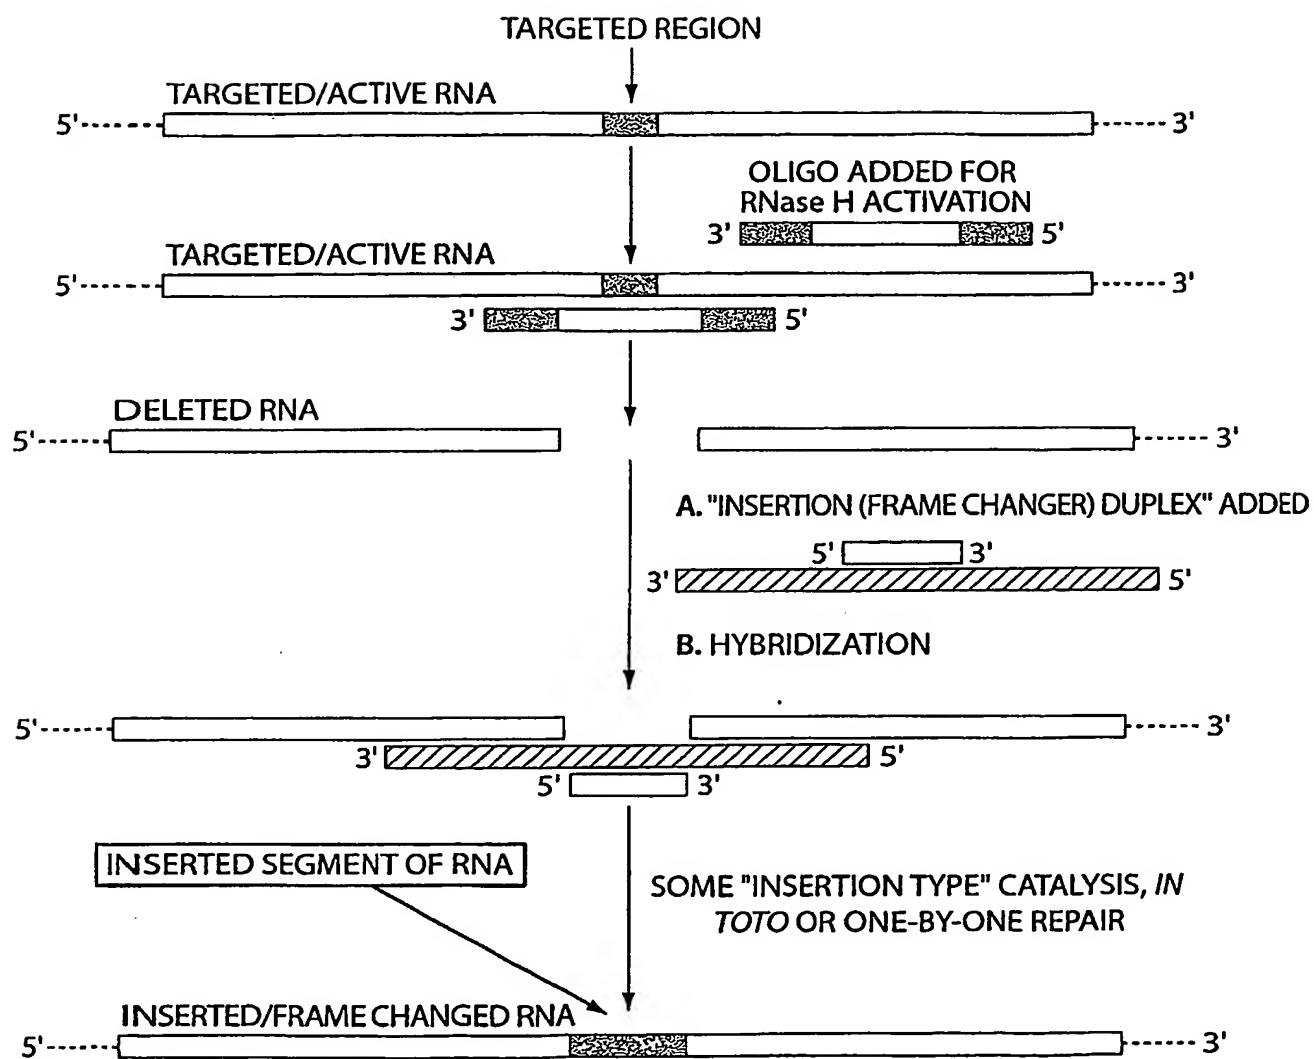 TARGETED REGION
TARGETED/ACTIVE RNA
5' 3'
OLIGO ADDED FOR
RNase H ACTIVATION
3' 5'
TARGETED/ACTIVE RNA
5' 3'
3' 5'
DELETED RNA
5' 3'
A. "INSERTION (FRAME CHANGER) DUPLEX" ADDED
5' 3'
3' 5'
B. HYBRIDIZATION
5' 3'
3' 5'
5' 3'
INSERTED SEGMENT OF RNA
SOME "INSERTION TYPE" CATALYSIS, IN
TOTO OR ONE-BY-ONE REPAIR
INSERTED/FRAME CHANGED RNA
5' 3'